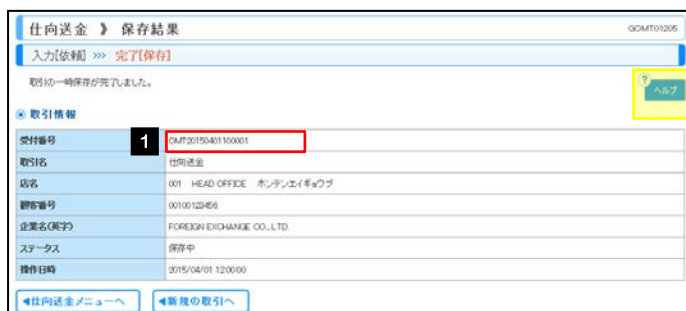 仕向送金 》 保存結果
GOMT01205
入力[依頼] >>> 完了[保存]
取引の一時保存が完了しました。
? ヘルプ
取引情報
受付番号 1 OMT20150401100001
取引名 仕向送金
店名 001 HEAD OFFICE ホンテンエイギョウブ
顧客番号 00100123456
企業名(英字) FOREIGN EXCHANGE CO.,LTD.
ステータス 保存中
操作日時 2015/04/01 12:00:00
◀仕向送金メニューへ ◀新規の取引へ